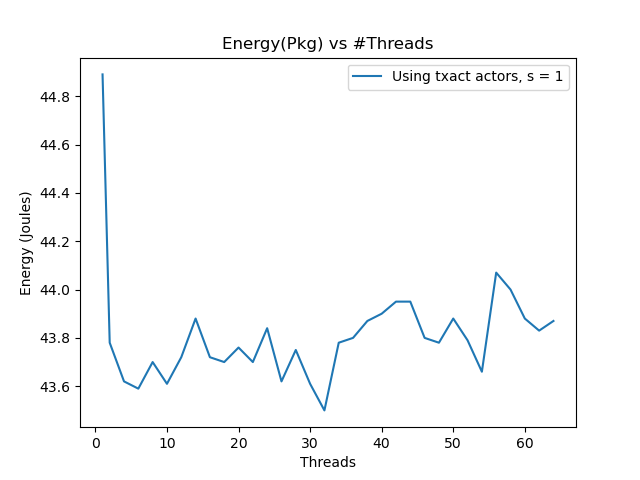 Energy(Pkg) vs #Threads
Using txact actors, s = 1
Energy (Joules)
44.8
44.6
44.4
44.2
44.0
43.8
43.6
0 10 20 30 40 50 60
Threads